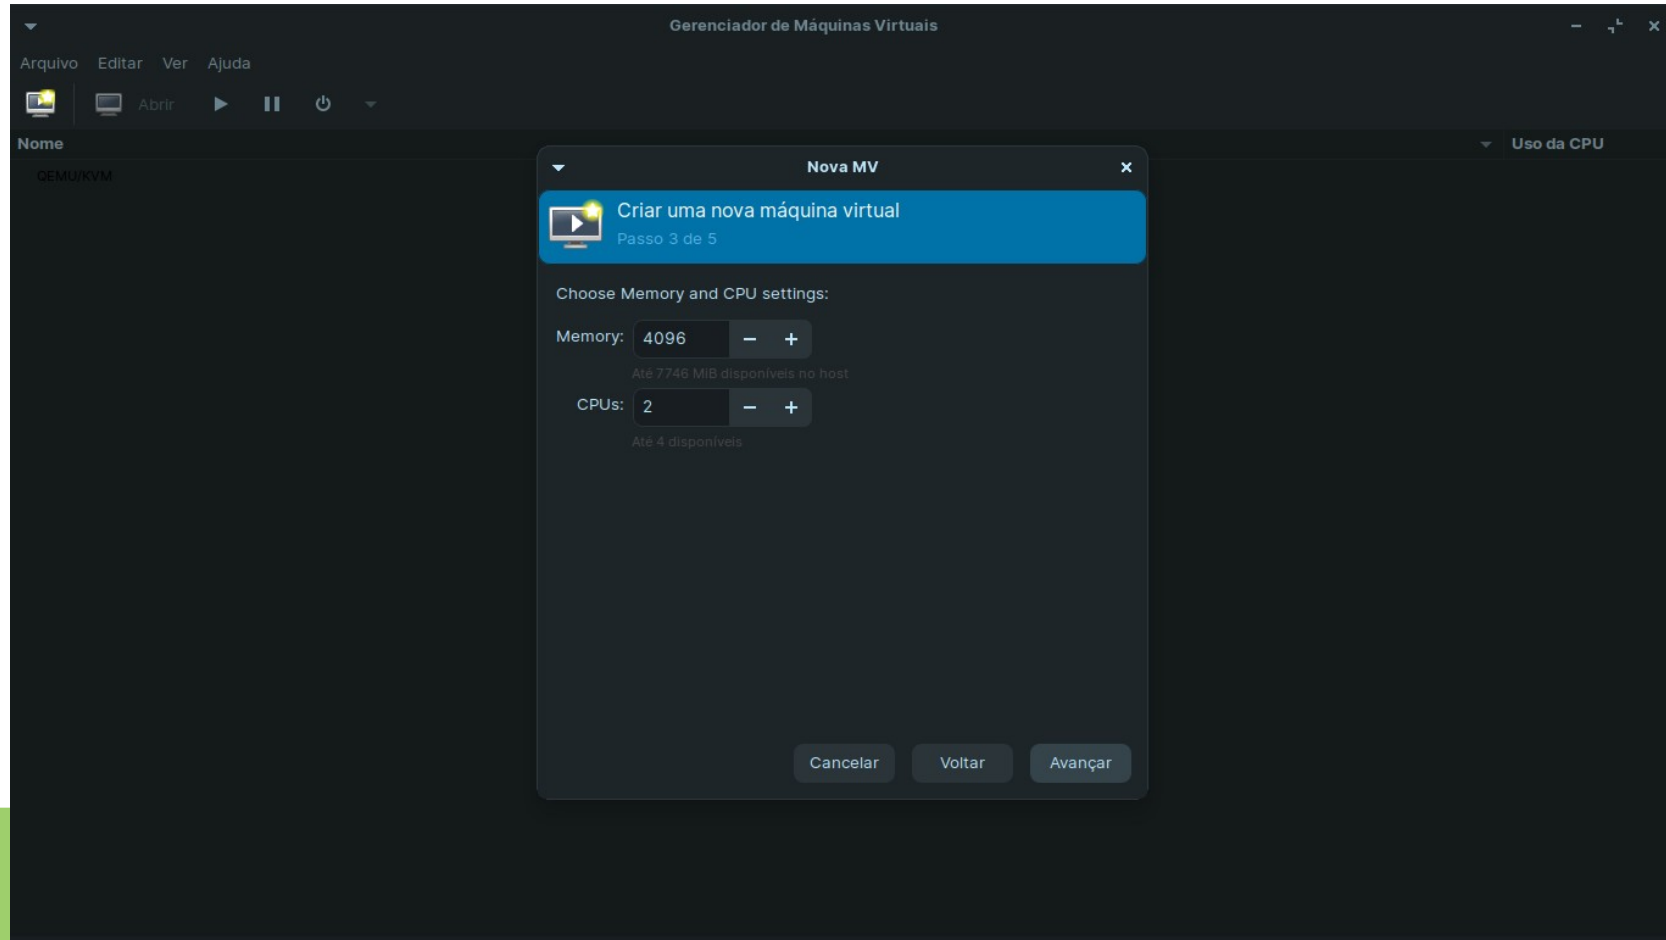 Gerenciador de Máquinas Virtuais
Arquivo Editar Ver Ajuda
Abrir
Nome Uso da CPU
QEMU/KVM
Nova MV
Criar uma nova máquina virtual
Passo 3 de 5
Choose Memory and CPU settings:
Memory: 4096
Até 7746 MiB disponíveis no host
CPUs: 2
Até 4 disponíveis
Cancelar Voltar Avançar